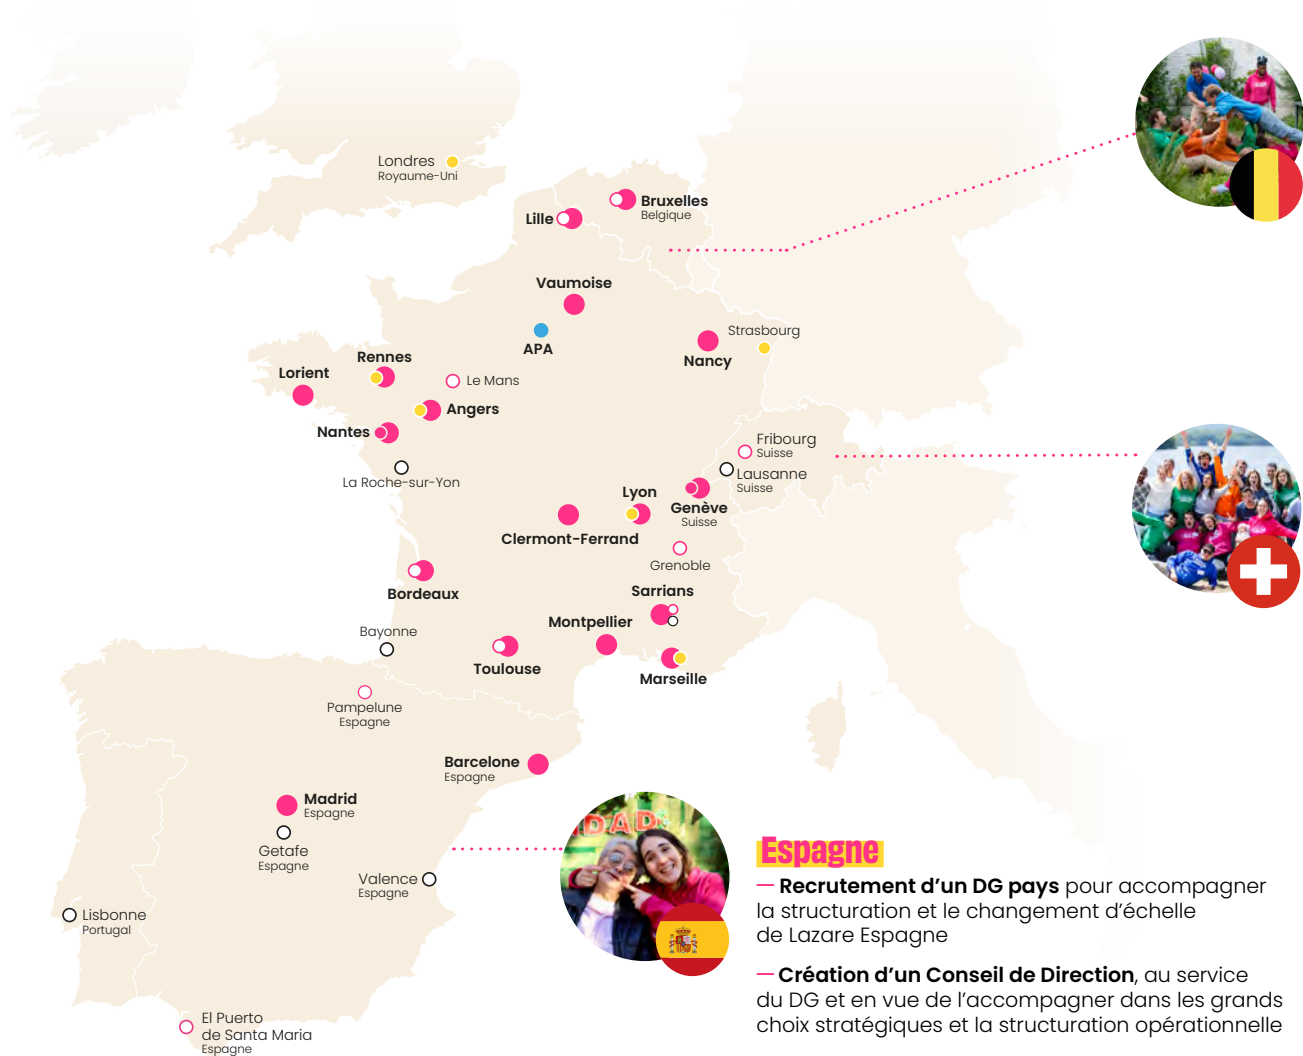 Londres
Royaume-Uni
Bruxelles
Belgique
Lille
Vaumoise
APA
Strasbourg
Nancy
Rennes
Lorient
Le Mans
Angers
Nantes
La Roche-sur-Yon
Fribourg
Suisse
Lausanne
Suisse
Genève
Suisse
Lyon
Clermont-Ferrand
Grenoble
Bordeaux
Sarrians
Montpellier
Bayonne
Toulouse
Marseille
Pampelune
Espagne
Barcelone
Espagne
Madrid
Espagne
Getafe
Espagne
Valence
Espagne
Lisbonne
Portugal
El Puerto
de Santa Maria
Espagne
IDAD
Espagne
— Recrutement d’un DG pays pour accompagner
la structuration et le changement d’échelle
de Lazare Espagne
— Création d’un Conseil de Direction, au service
du DG et en vue de l’accompagner dans les grands
choix stratégiques et la structuration opérationnelle